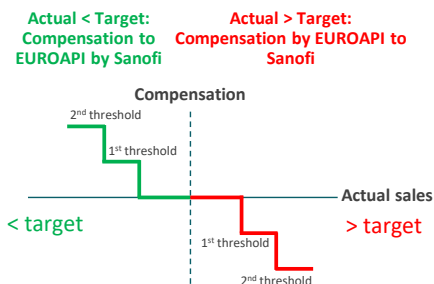 Actual < Target:
Compensation to
EUROAPI by Sanofi
Actual > Target:
Compensation by EUROAPI to
Sanofi
Compensation
2nd threshold
1st threshold
Actual sales
< target
> target
1st threshold
2nd threshold